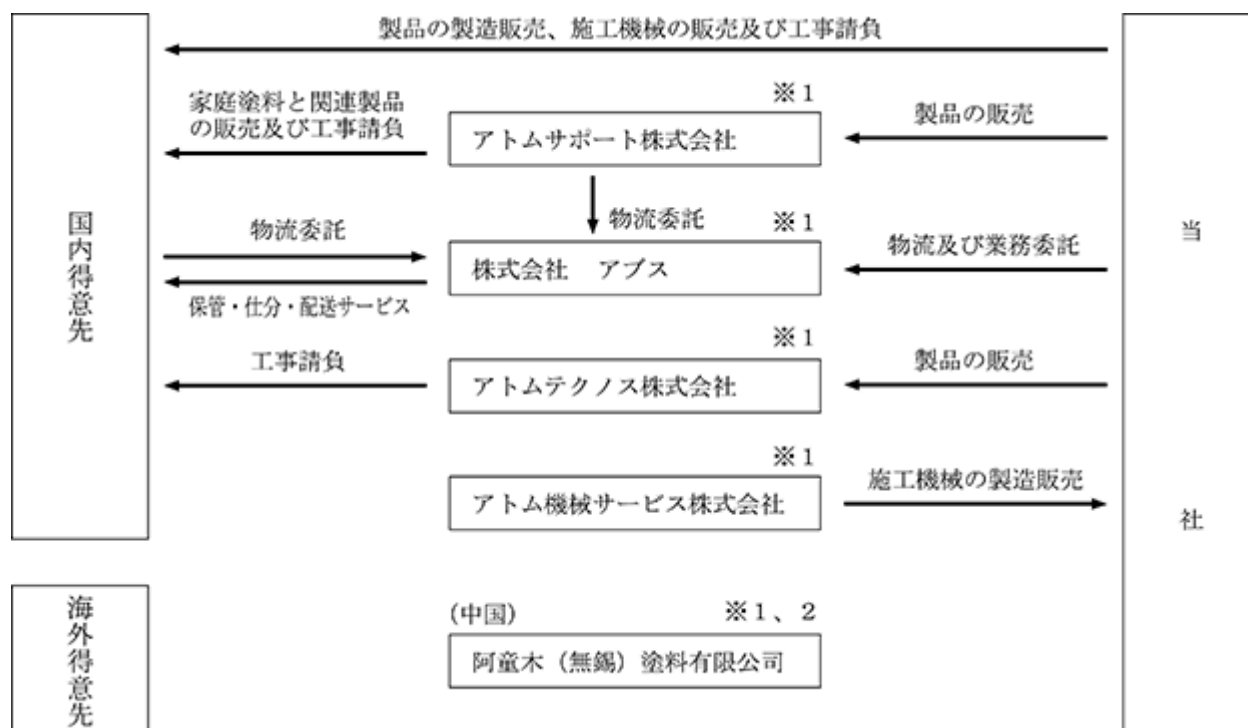 製品の製造販売、施工機械の販売及び工事請負
※１
家庭塗料と関連製品
の販売及び工事請負
アトムサポート株式会社
製品の販売
物流委託
※１
物流委託
株式会社　アブス
物流及び業務委託
保管・仕分・配送サービス
※１
工事請負
アトムテクノス株式会社
製品の販売
※１
アトム機械サービス株式会社
施工機械の製造販売
国内得意先
当社
(中国)
※１、２
阿童木（無錫）塗料有限公司
海外得意先